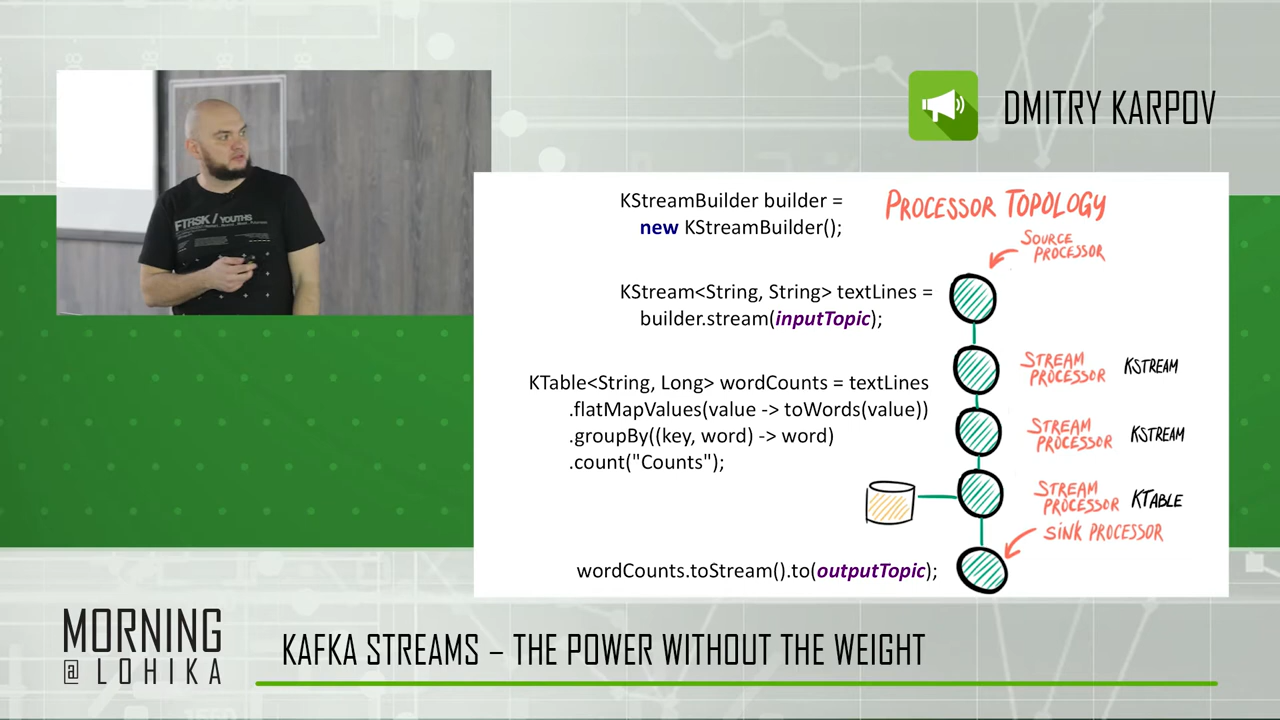 DMITRY KARPOV
FTRSK / YOUTHS
KStreamBuilder builder =
new KStreamBuilder();
KStream<String, String> textLines =
builder.stream(inputTopic);
KTable<String, Long> wordCounts = textLines
.flatMapValues(value -> toWords(value))
.groupBy((key, word) -> word)
.count("Counts");
wordCounts.toStream().to(outputTopic);
PROCESSOR TOPOLOGY
SOURCE
PROCESSOR
STREAM
PROCESSOR KSTREAM
STREAM
PROCESSOR KSTREAM
STREAM
PROCESSOR KTABLE
SINK PROCESSOR
MORNING
@ LOHIKA
KAFKA STREAMS – THE POWER WITHOUT THE WEIGHT